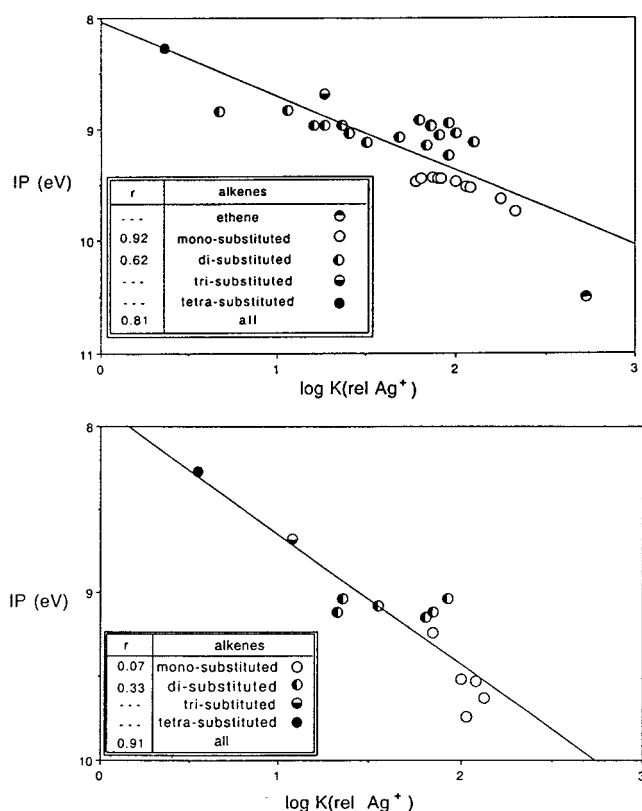 8
9
IP (eV)
10
11
r alkenes
--- ethene
0.92 mono-substituted
0.62 di-substituted
--- tri-substituted
--- tetra-substituted
0.81 all
0 1 2 3
log K(rel Ag⁺)
8
9
IP (eV)
10
r alkenes
0.07 mono-substituted
0.33 di-substituted
--- tri-subtituted
--- tetra-substituted
0.91 all
0 1 2 3
log K(rel Ag⁺)